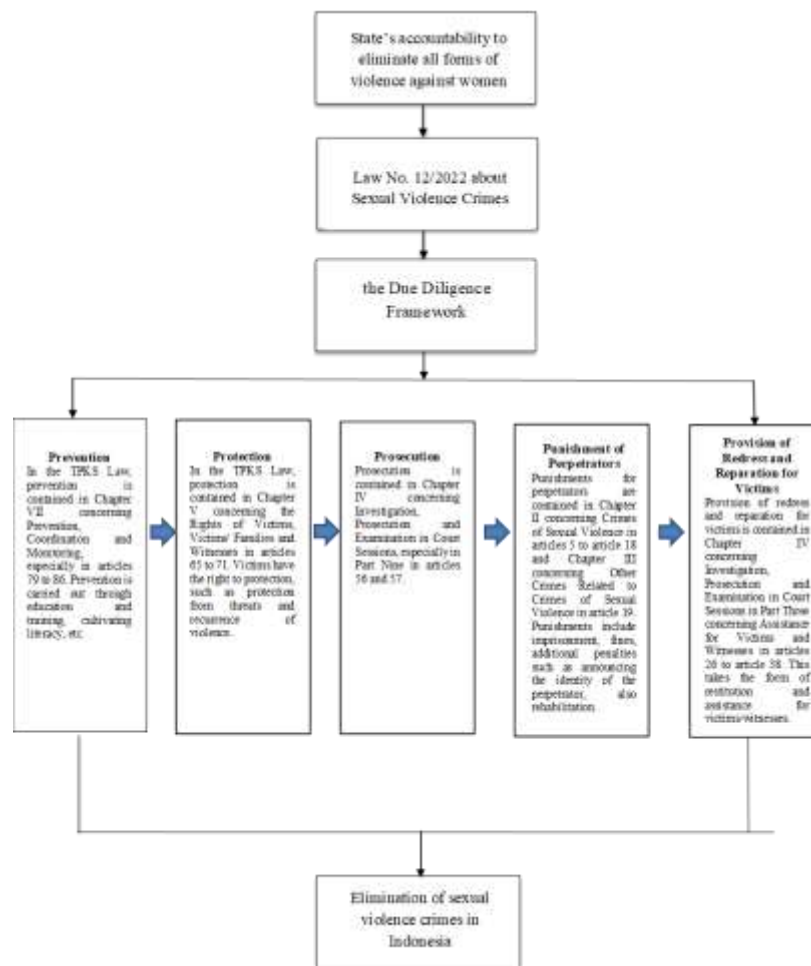 State's accountability to
eliminate all forms of
violence against women
Law No. 12/2022 about
Sexual Violence Crimes
the Due Diligence
Framework
Prevention
In the TPKS Law,
prevention is
contained in Chapter
VII concerning
Prevention,
Coordination and
Monitoring,
especially in articles
79 to 86. Prevention is
carried out through
education and
training, cultivating
literacy, etc
Protection
In the TPKS Law,
protection is
contained in Chapter
V concerning the
Rights of Victims,
Victims/ Families and
Witnesses in articles
65 to 71. Victims have
the right to protection,
such as protection
from threats and
recurrence of
violence.
Prosecution
Prosecution is
contained in Chapter
IV concerning
Investigation,
Prosecution and
Examination in Court
Sessions, especially in
Part Nine in articles
56 and 57.
Punishment of
Perpetrators
Punishments for
perpetrators are
contained in Chapter
II concerning Crimes
of Sexual Violence in
articles 5 to article 18
and Chapter III
concerning Other
Crimes Related to
Crimes of Sexual
Violence in article 19.
Punishments include
imprisonment, fines,
additional penalties
such as announcing
the identity of the
perpetrator, also
rehabilitation.
Provision of
Redress and
Reparation for
Victims
Provision of redress
and reparation for
victims is contained in
Chapter IV
concerning
Investigation,
Prosecution and
Examination in Court
Sessions in Part Three
concerning Assistance
for Victims and
Witnesses in articles
26 to article 38. This
takes the form of
restitution and
assistance for
victims-witnesses.
Elimination of sexual
violence crimes in
Indonesia